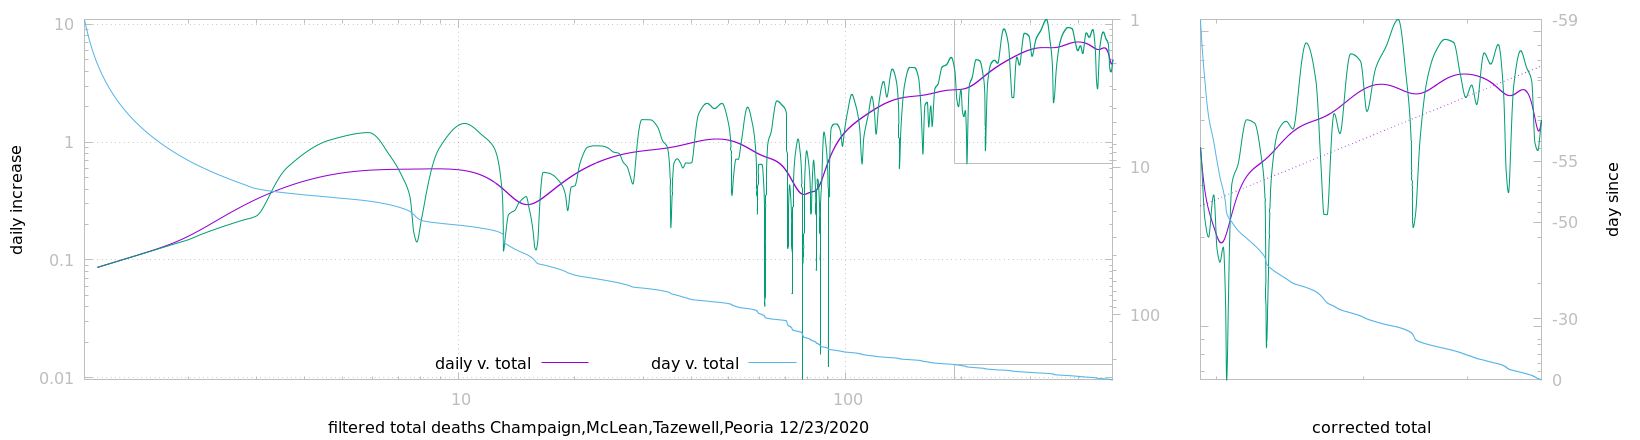 10
1
0.1
0.01
daily increase
daily v. total
day v. total
10
100
1
10
100
filtered total deaths Champaign,McLean,Tazewell,Peoria 12/23/2020
-59
-55
-50
-30
0
day since
corrected total